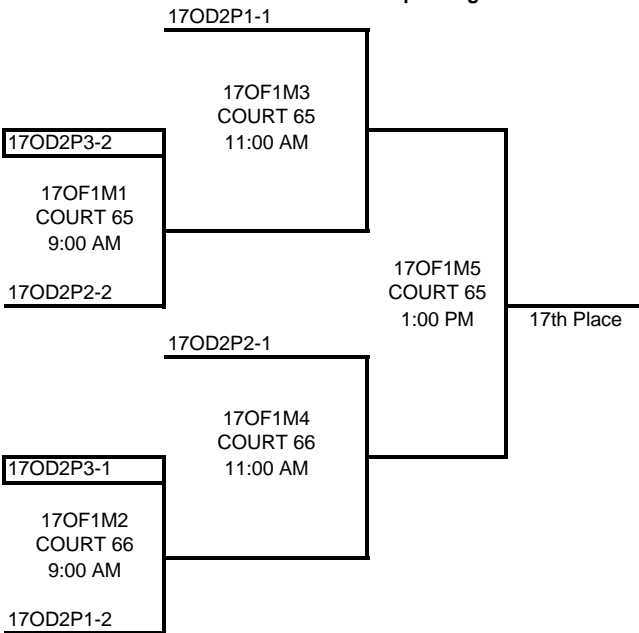 17OD2P1-1
17OF1M3
COURT 65
11:00 AM
17OD2P3-2
17OF1M1
COURT 65
9:00 AM
17OD2P2-2
17OF1M5
COURT 65
1:00 PM
17th Place
17OD2P2-1
17OF1M4
COURT 66
11:00 AM
17OD2P3-1
17OF1M2
COURT 66
9:00 AM
17OD2P1-2